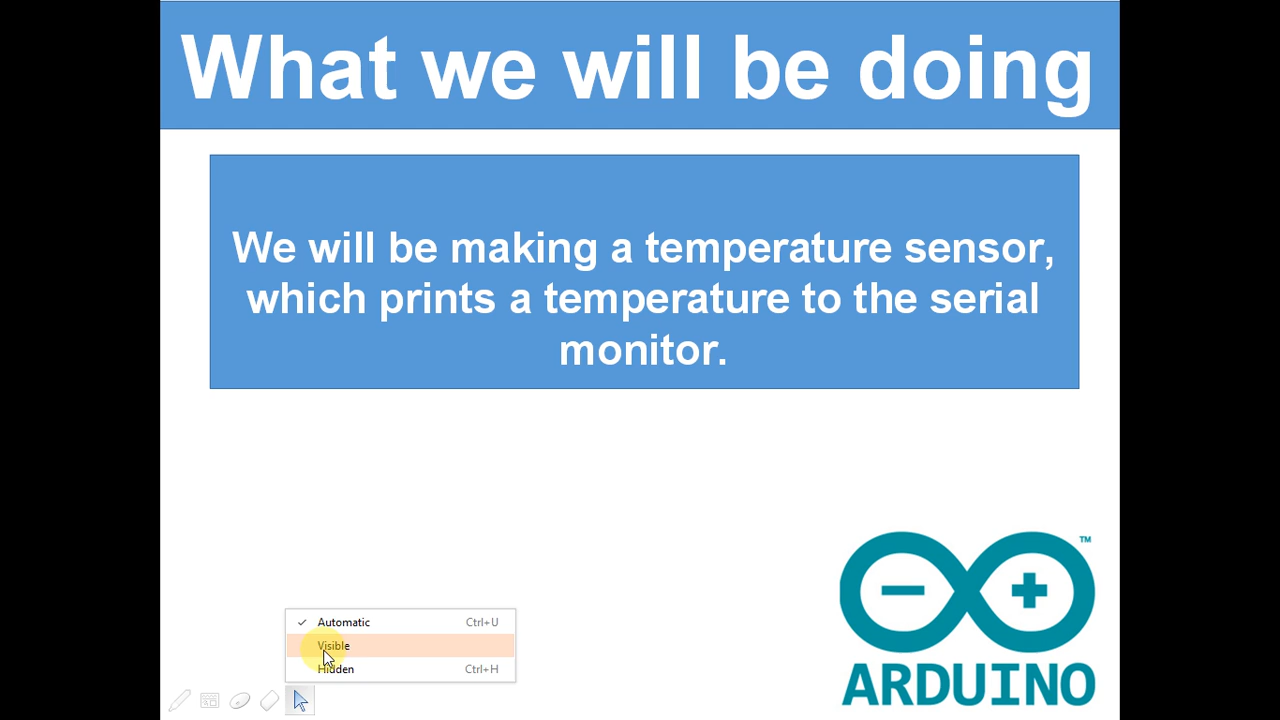 What we will be doing
We will be making a temperature sensor,
which prints a temperature to the serial
monitor.
TM
ARDUINO
Automatic Ctrl+U
Visible
Hidden Ctrl+H